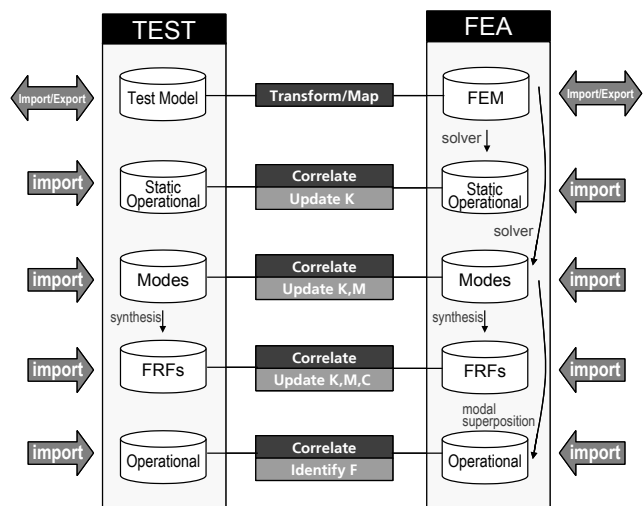 TEST
FEA
Import/Export
Test Model
Transform/Map
FEM
Import/Export
solver
import
Static
Operational
Correlate
Update K
Static
Operational
import
solver
import
Modes
Correlate
Update K,M
Modes
import
synthesis
synthesis
import
FRFs
Correlate
Update K,M,C
FRFs
import
modal
superposition
import
Operational
Correlate
Identify F
Operational
import